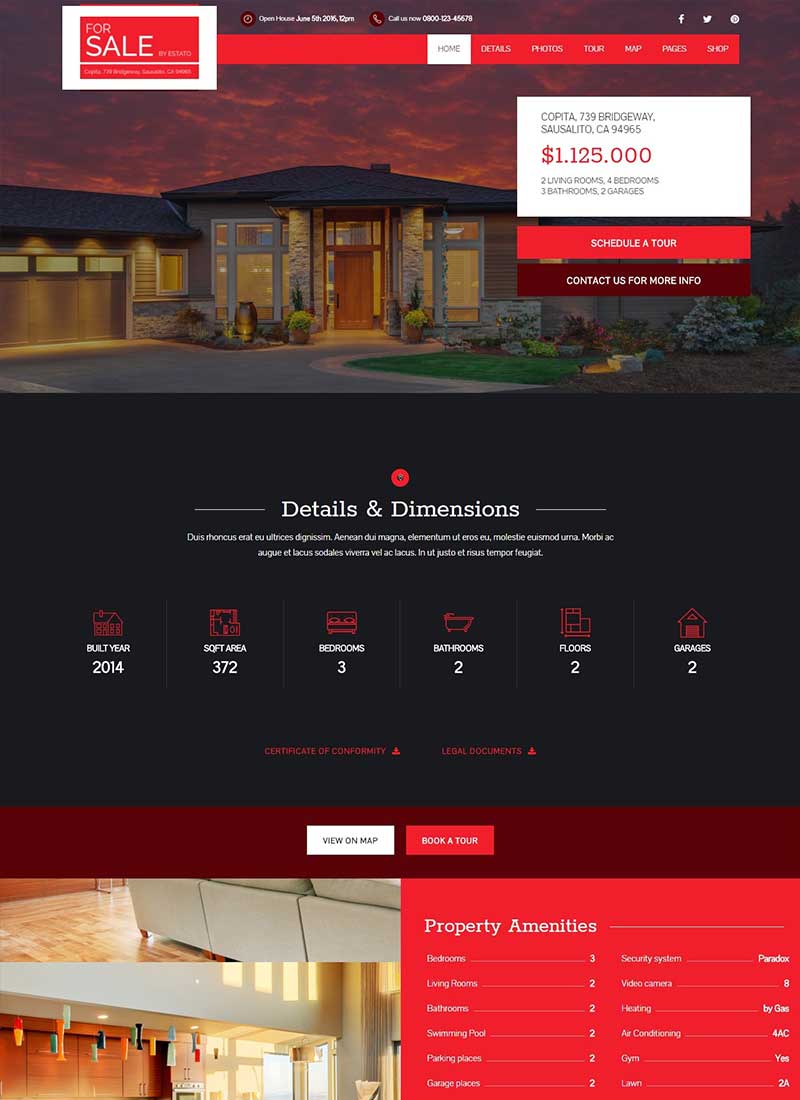 Open House June 5th 2016, 12pm
Call us now 0800-123-45678
FOR
SALE BY ESTATO
Copita, 739 Bridgeway, Sausalito, CA 94965
HOME DETAILS PHOTOS TOUR MAP PAGES SHOP
COPITA, 739 BRIDGEWAY,
SAUSALITO, CA 94965
$1.125.000
2 LIVING ROOMS, 4 BEDROOMS
3 BATHROOMS, 2 GARAGES
SCHEDULE A TOUR
CONTACT US FOR MORE INFO
Details & Dimensions
Duis rhoncus erat eu ultrices dignissim. Aenean dui magna, elementum ut eros eu, molestie euismod urna. Morbi ac
augue et lacus sodales viverra vel ac lacus. In ut justo et risus tempor feugiat.
BUILT YEAR
2014
SQFT AREA
372
BEDROOMS
3
BATHROOMS
2
FLOORS
2
GARAGES
2
CERTIFICATE OF CONFORMITY
LEGAL DOCUMENTS
VIEW ON MAP
BOOK A TOUR
Property Amenities
Bedrooms 3
Living Rooms 2
Bathrooms 2
Swimming Pool 2
Parking places 2
Garage places 2
Security system Paradox
Video camera 8
Heating by Gas
Air Conditioning 4AC
Gym Yes
Lawn 2A